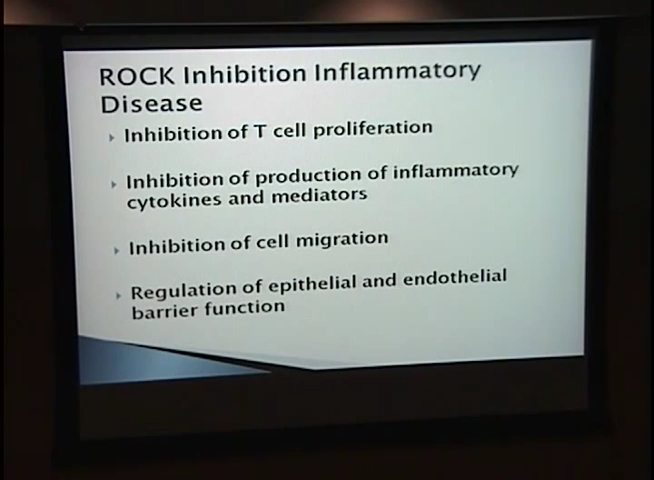 ROCK Inhibition Inflammatory
Disease
Inhibition of T cell proliferation
Inhibition of production of inflammatory
cytokines and mediators
Inhibition of cell migration
Regulation of epithelial and endothelial
barrier function